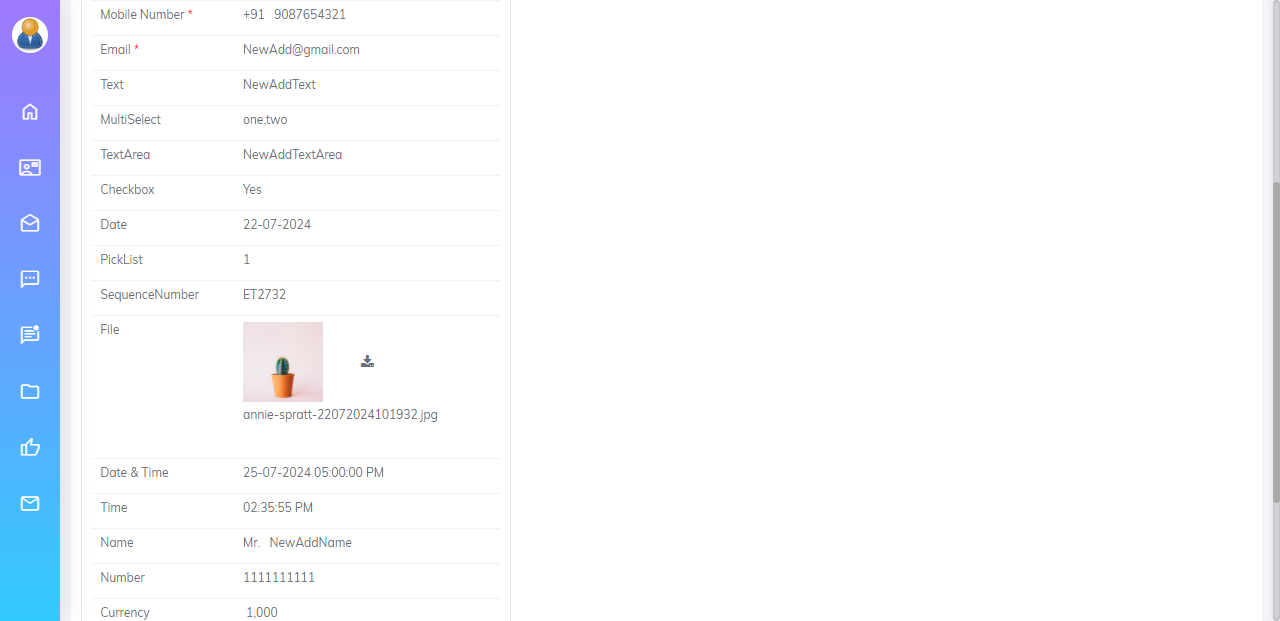 Mobile Number * +91 9087654321
Email * NewAdd@gmail.com
Text NewAddText
MultiSelect one,two
TextArea NewAddTextArea
Checkbox Yes
Date 22-07-2024
PickList 1
SequenceNumber ET2732
File
annie-spratt-22072024101932.jpg
Date & Time 25-07-2024 05:00:00 PM
Time 02:35:55 PM
Name Mr. NewAddName
Number 1111111111
Currency 1,000